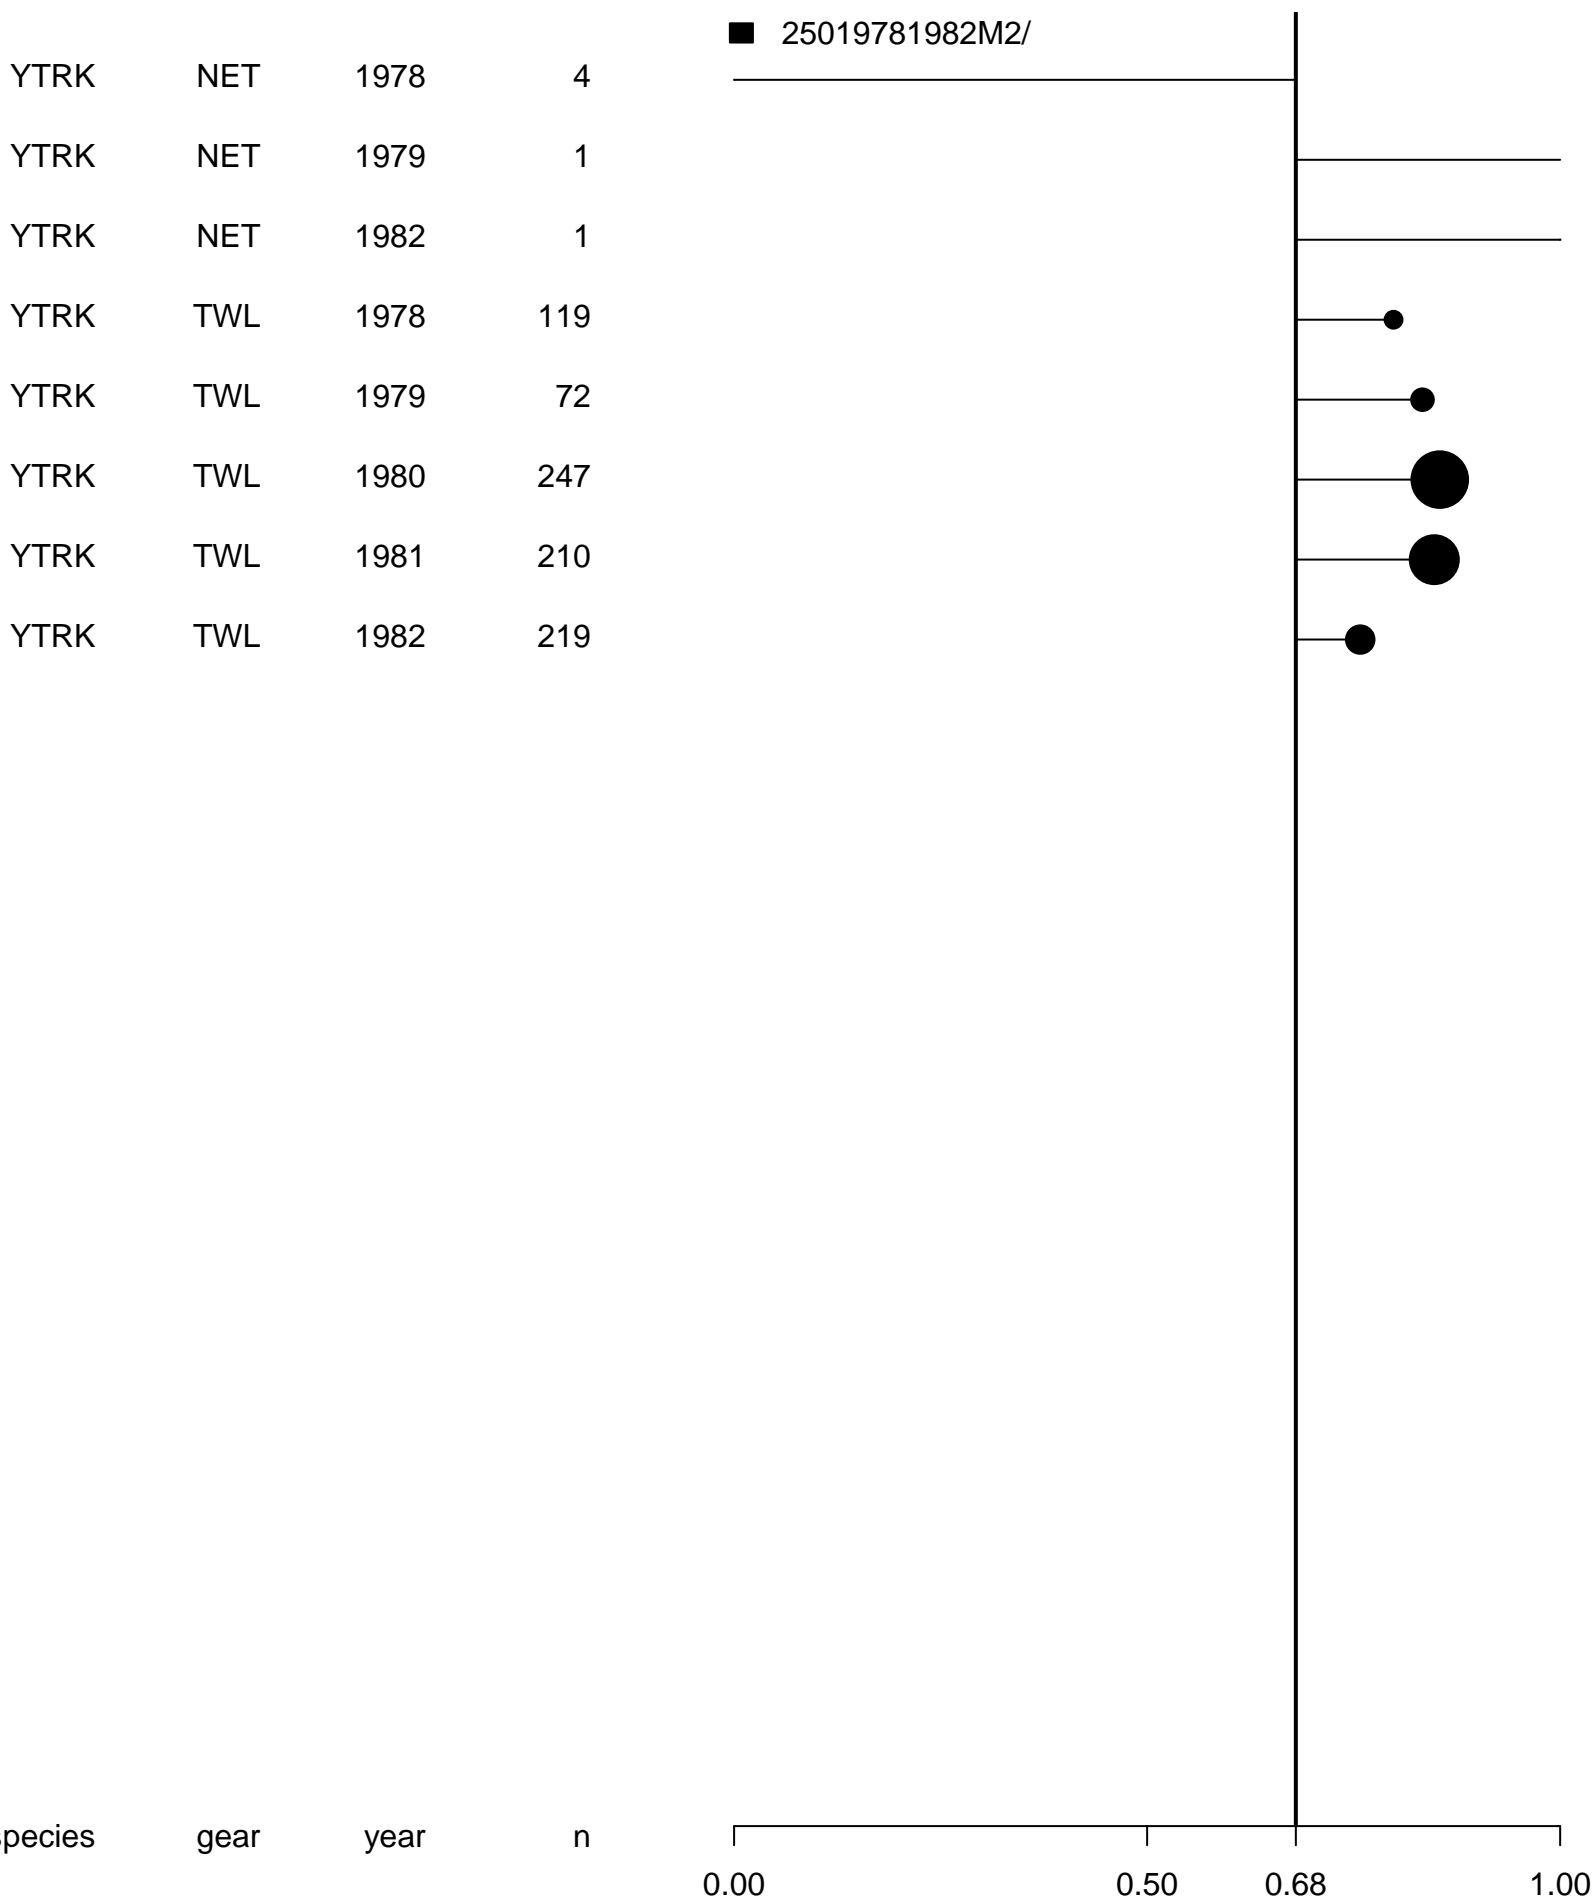 25019781982M2/
YTRK NET 1978 4
YTRK NET 1979 1
YTRK NET 1982 1
YTRK TWL 1978 119
YTRK TWL 1979 72
YTRK TWL 1980 247
YTRK TWL 1981 210
YTRK TWL 1982 219
species gear year n
0.00 0.50 0.68 1.00